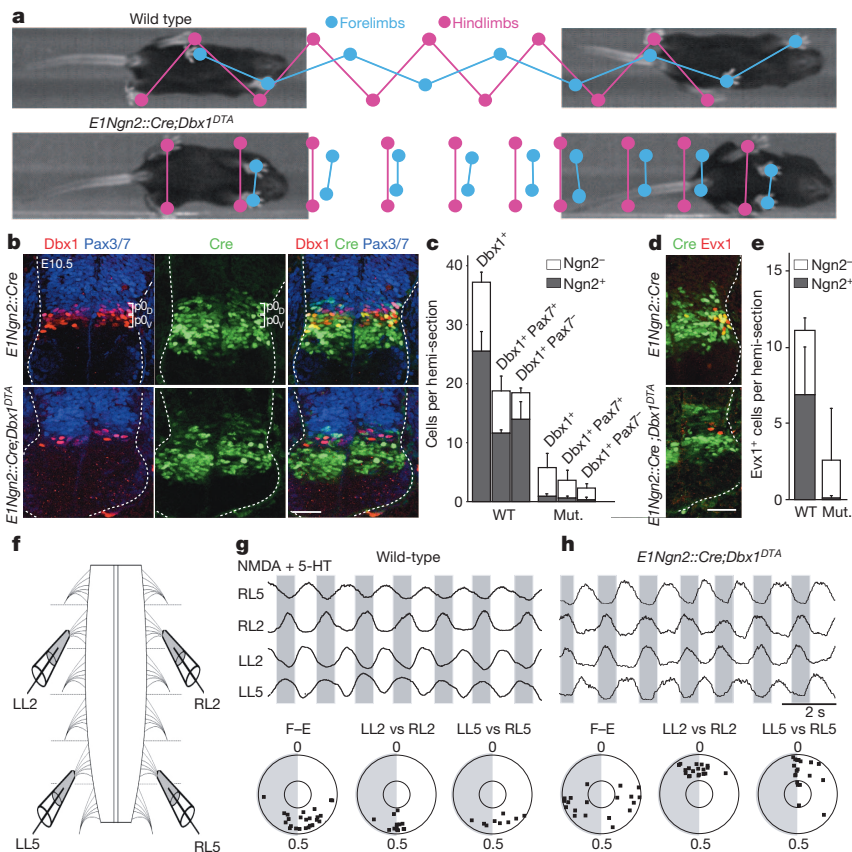 a
Wild type
Forelimbs Hindlimbs
E1Ngn2::Cre;Dbx1DTA
b
Dbx1 Pax3/7 Cre Dbx1 Cre Pax3/7
E10.5
p0D
p0V
p0D
p0V
p0D
p0V
E1Ngn2::Cre
E1Ngn2::Cre;Dbx1DTA
c
Ngn2–
Ngn2+
Cells per hemi-section
40
30
20
10
0
Dbx1+
Dbx1+ Pax7+
Dbx1+ Pax7–
Dbx1+
Dbx1+ Pax7+
Dbx1+ Pax7–
WT Mut.
d
Cre Evx1
E1Ngn2::Cre
E1Ngn2::Cre ;Dbx1DTA
e
Ngn2–
Ngn2+
Evx1+ cells per hemi-section
15
10
5
0
WT Mut.
f
LL2 RL2
LL5 RL5
g
Wild-type
NMDA + 5-HT
RL5
RL2
LL2
LL5
F–E LL2 vs RL2 LL5 vs RL5
0 0 0
0.5 0.5 0.5
h
E1Ngn2::Cre;Dbx1DTA
2 s
F–E LL2 vs RL2 LL5 vs RL5
0 0 0
0.5 0.5 0.5